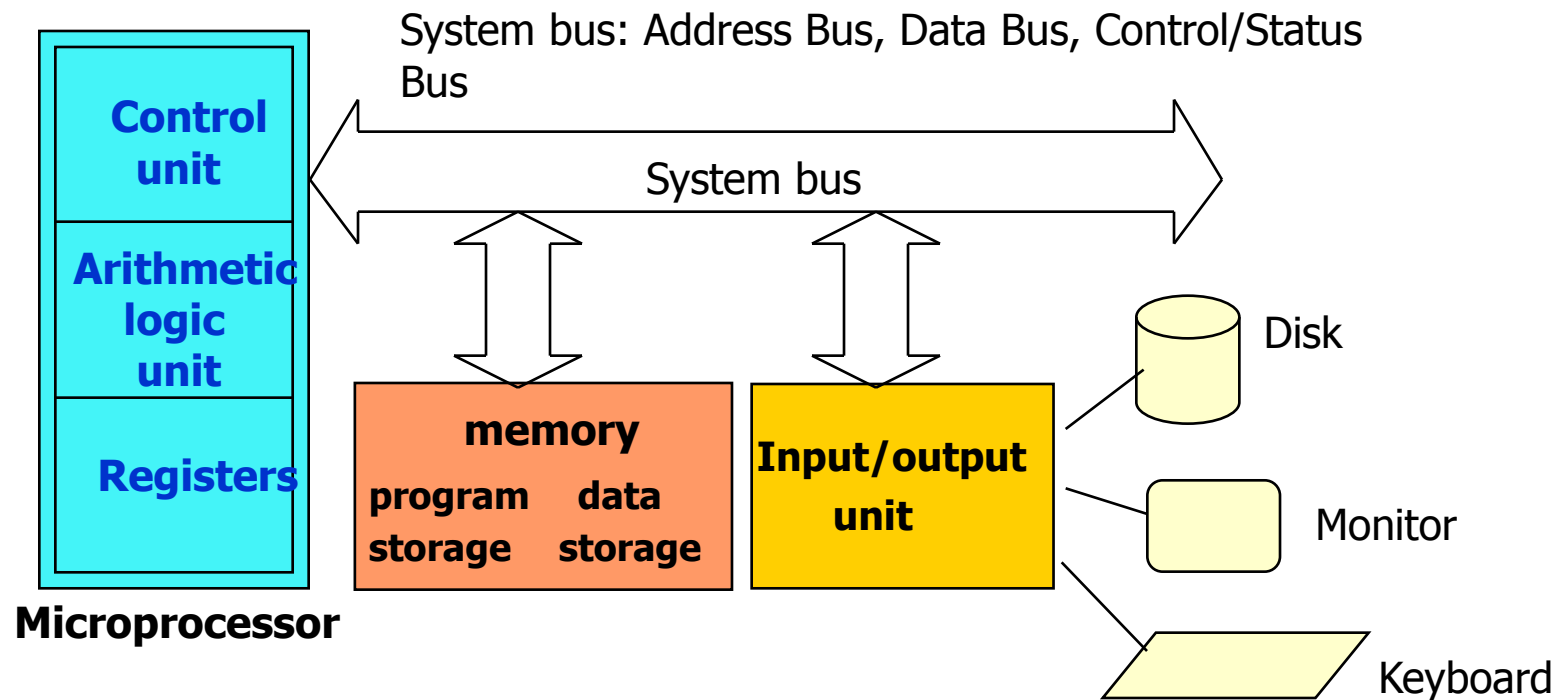 System bus: Address Bus, Data Bus, Control/Status
Bus
Control
unit
System bus
Arithmetic
logic
unit
Registers
Microprocessor
memory
program data
storage storage
Input/output
unit
Disk
Monitor
Keyboard